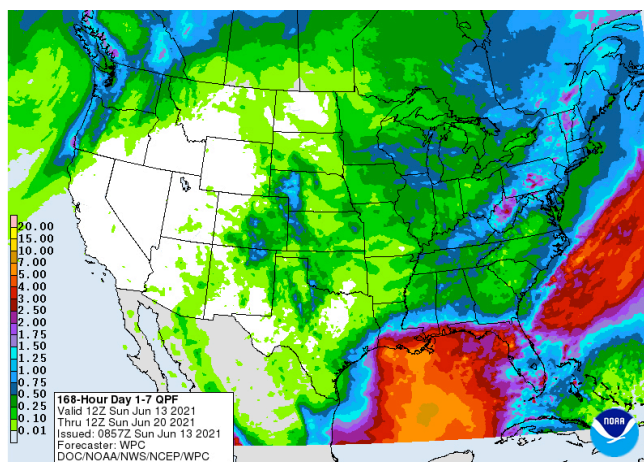 20.00
15.00
10.00
7.00
5.00
4.00
3.00
2.50
2.00
1.75
1.50
1.25
1.00
0.75
0.50
0.25
0.10
0.01
168-Hour Day 1-7 QPF
Valid 12Z Sun Jun 13 2021
Thru 12Z Sun Jun 20 2021
Issued: 0857Z Sun Jun 13 2021
Forecaster: WPC
DOC/NOAA/NWS/NCEP/WPC
NOAA